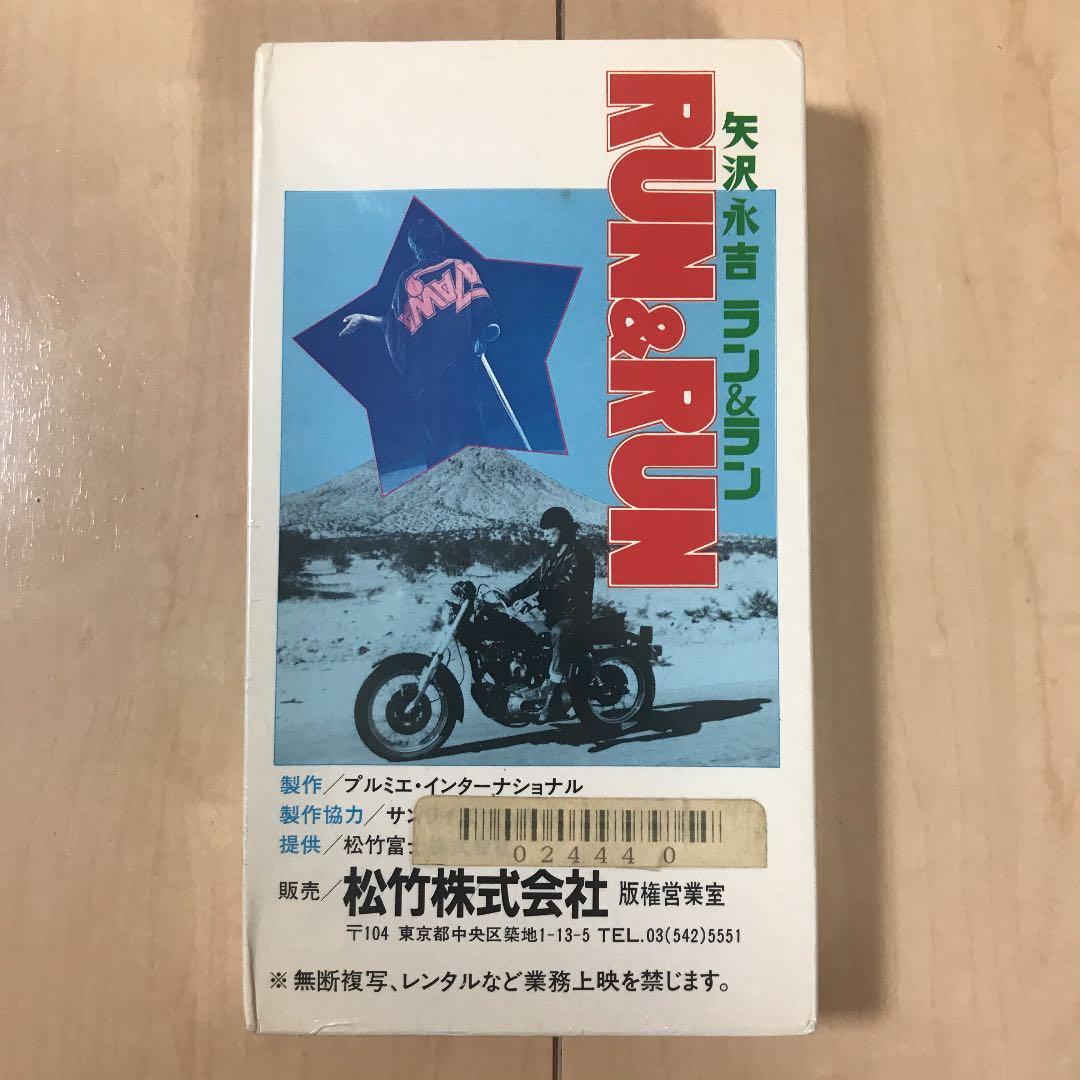 矢沢永吉 ラン&ラン
RUN&RUN
製作/プルミエ・インターナショナル
製作協力/サン
提供/松竹富士
024440
販売/松竹株式会社 版権営業室
〒104 東京都中央区築地1-13-5 TEL.03(542)5551
※無断複写、レンタルなど業務上映を禁じます。